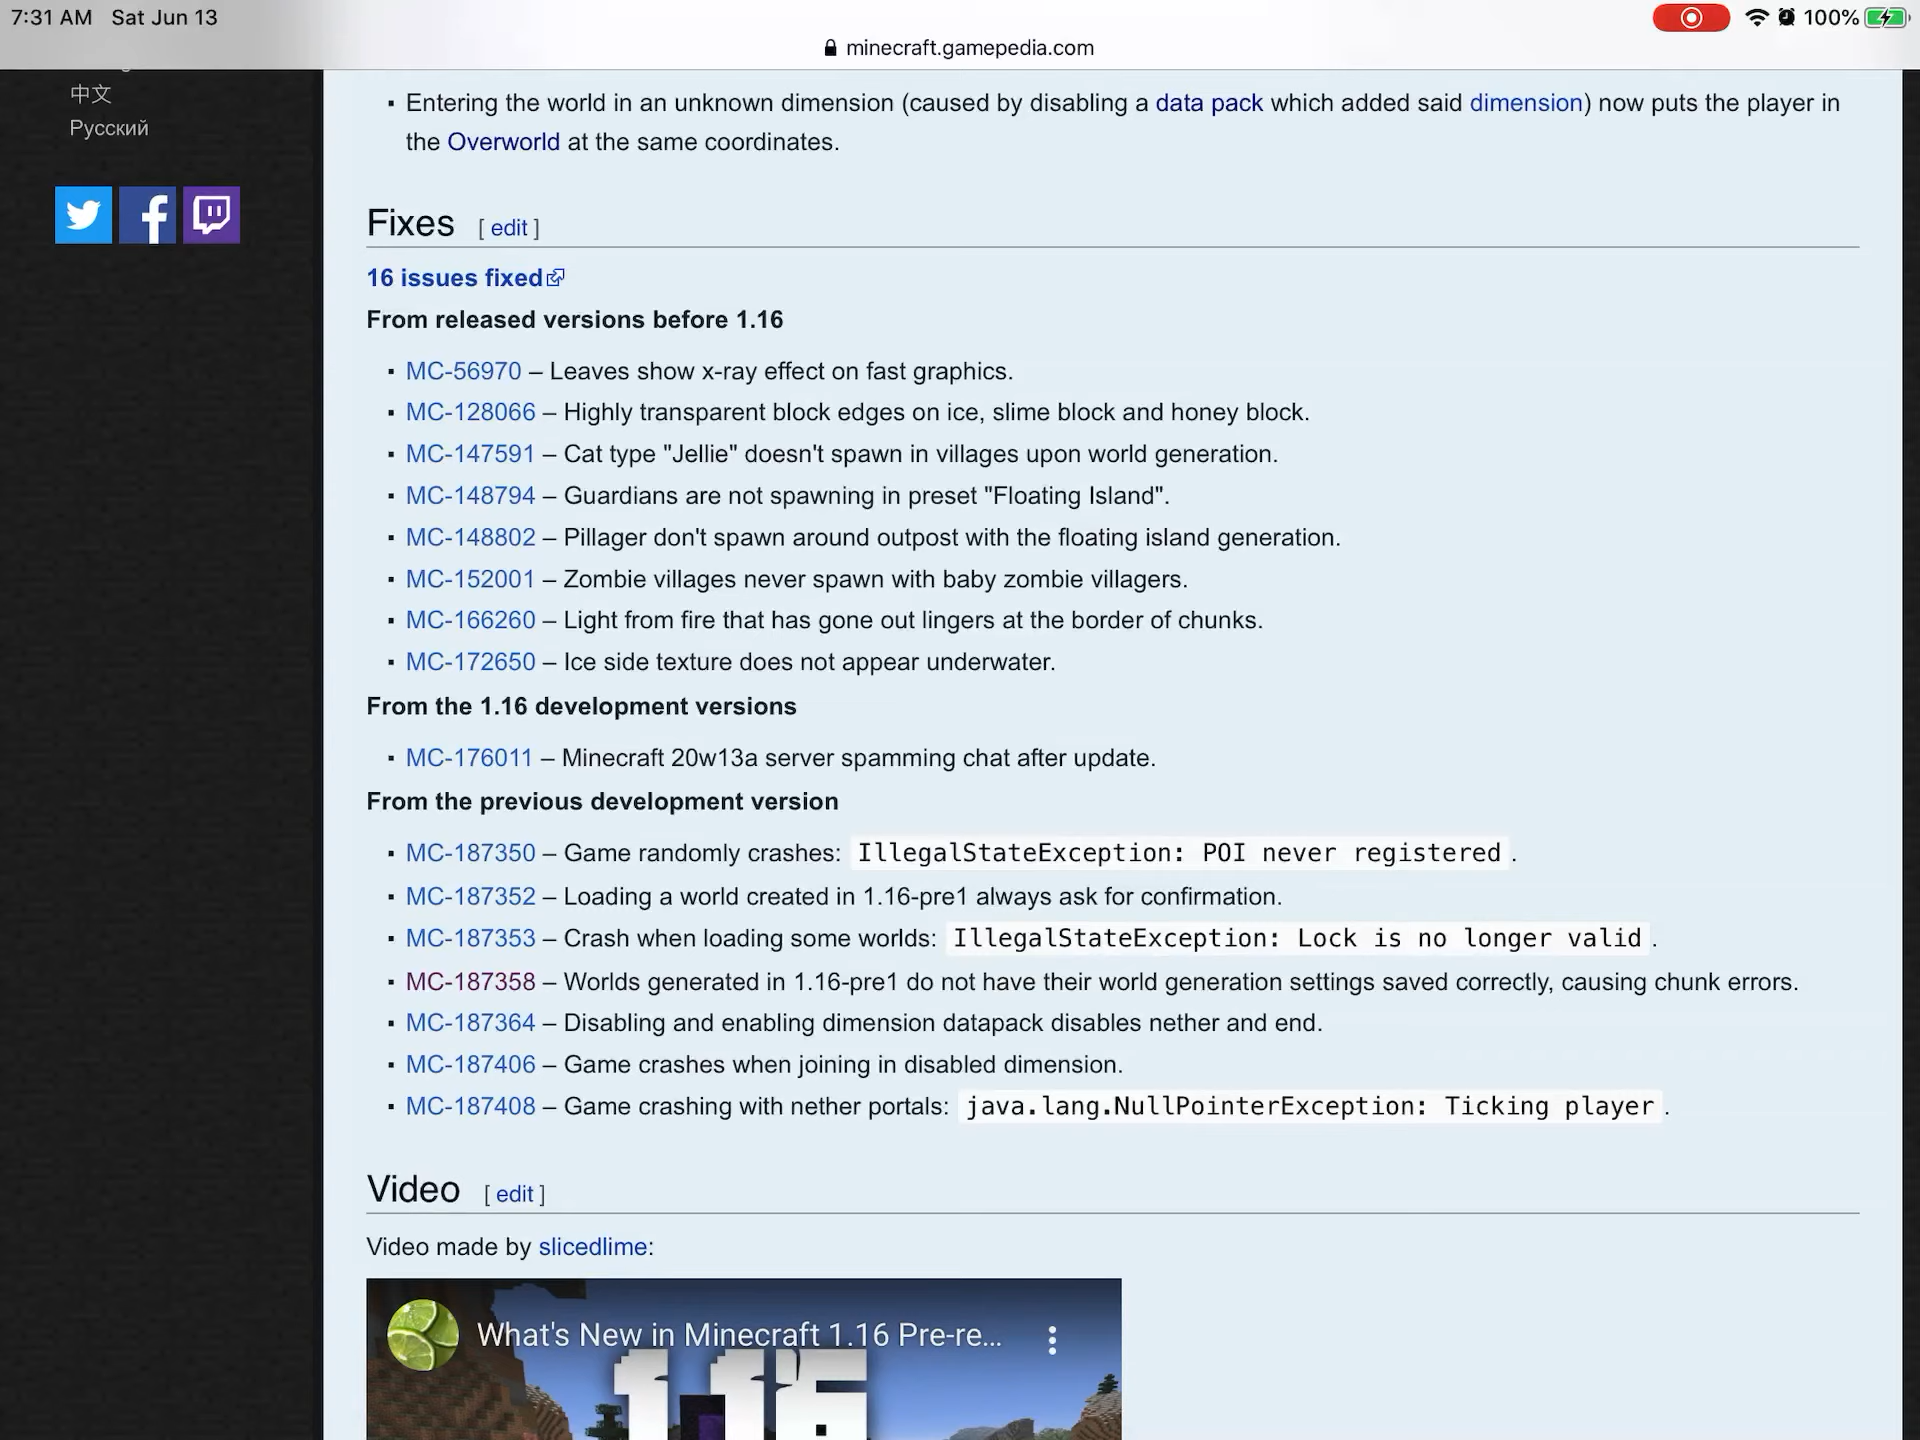 7:31 AM Sat Jun 13
100%
minecraft.gamepedia.com
中文
Русский
Entering the world in an unknown dimension (caused by disabling a data pack which added said dimension) now puts the player in
the Overworld at the same coordinates.
Fixes [ edit ]
16 issues fixed
From released versions before 1.16
MC-56970 – Leaves show x-ray effect on fast graphics.
MC-128066 – Highly transparent block edges on ice, slime block and honey block.
MC-147591 – Cat type "Jellie" doesn't spawn in villages upon world generation.
MC-148794 – Guardians are not spawning in preset "Floating Island".
MC-148802 – Pillager don't spawn around outpost with the floating island generation.
MC-152001 – Zombie villages never spawn with baby zombie villagers.
MC-166260 – Light from fire that has gone out lingers at the border of chunks.
MC-172650 – Ice side texture does not appear underwater.
From the 1.16 development versions
MC-176011 – Minecraft 20w13a server spamming chat after update.
From the previous development version
MC-187350 – Game randomly crashes: IllegalStateException: POI never registered .
MC-187352 – Loading a world created in 1.16-pre1 always ask for confirmation.
MC-187353 – Crash when loading some worlds: IllegalStateException: Lock is no longer valid .
MC-187358 – Worlds generated in 1.16-pre1 do not have their world generation settings saved correctly, causing chunk errors.
MC-187364 – Disabling and enabling dimension datapack disables nether and end.
MC-187406 – Game crashes when joining in disabled dimension.
MC-187408 – Game crashing with nether portals: java.lang.NullPointerException: Ticking player .
Video [ edit ]
Video made by slicedlime:
What's New in Minecraft 1.16 Pre-re...
1.16